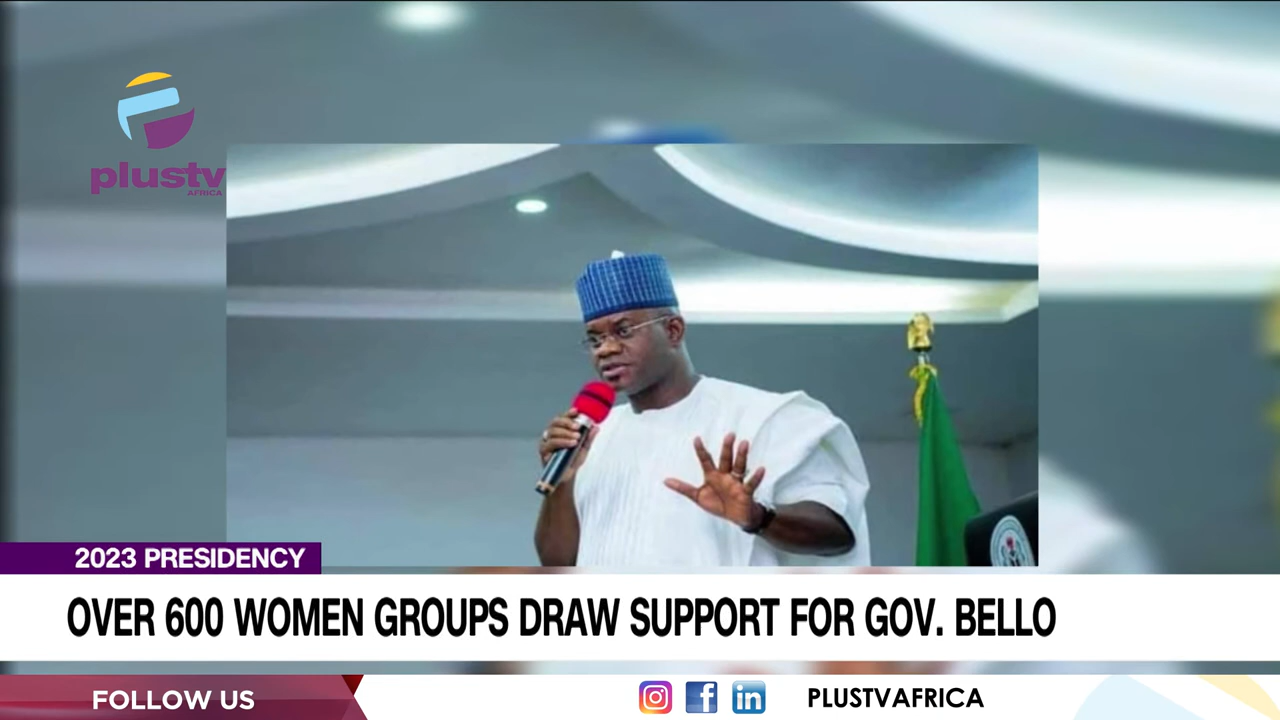 plustv
AFRICA
2023 PRESIDENCY
OVER 600 WOMEN GROUPS DRAW SUPPORT FOR GOV. BELLO
FOLLOW US
PLUSTVAFRICA